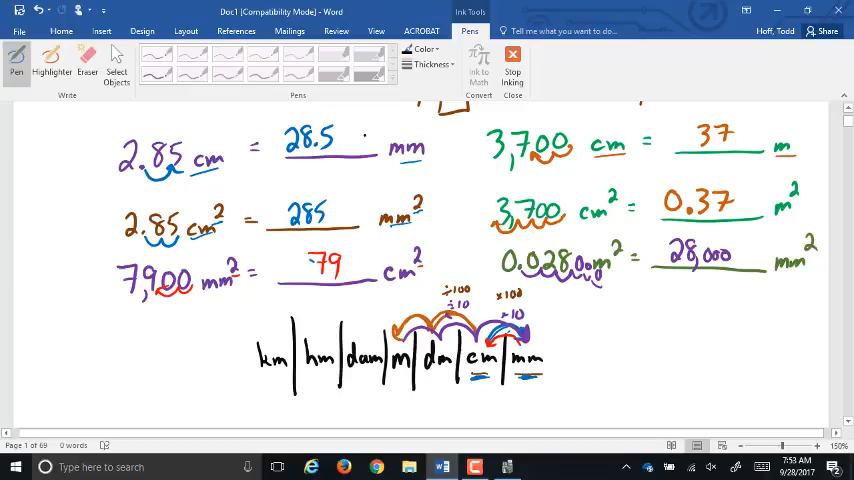 Doc1 [Compatibility Mode] - Word
Ink Tools
Hoff, Todd
File Home Insert Design Layout References Mailings Review View ACROBAT Pens Tell me what you want to do... Share
Pen Highlighter Eraser Select Objects
Color
Thickness
Ink to Math
Stop Inking
Write Pens Convert Close
2.85 cm = 28.5 mm
3,700 cm = 37 m
2.85 cm² = 285 mm²
3,700 cm² = 0.37 m²
7,900 mm² = 79 cm²
0.028000 m² = 28,000 mm²
÷100 ×100
÷10 ×10
km | hm | dam | m | dm | cm | mm
Page 1 of 69 0 words 150%
Type here to search
7:53 AM
9/28/2017
2